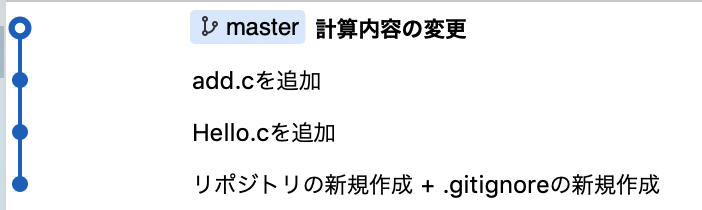 master 計算内容の変更
add.cを追加
Hello.cを追加
リポジトリの新規作成 + .gitignoreの新規作成